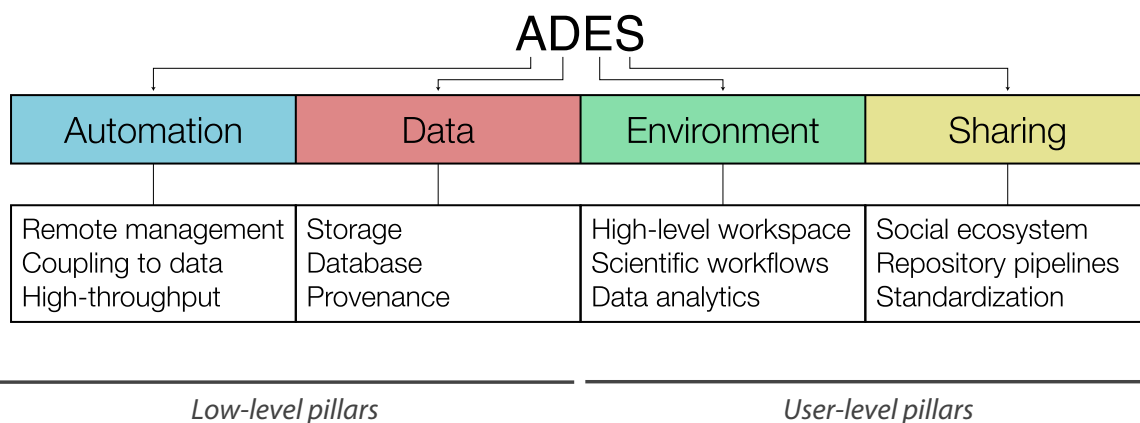 ADES
Automation
Data
Environment
Sharing
Remote management
Coupling to data
High-throughput
Storage
Database
Provenance
High-level workspace
Scientific workflows
Data analytics
Social ecosystem
Repository pipelines
Standardization
Low-level pillars
User-level pillars